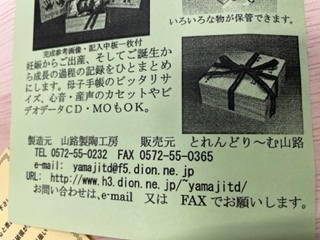 いろいろな物が保管できます。
完成参考画像・記入中板一枚付
妊娠からご出産、そしてご誕生か
ら成長の過程の記録をひとまとめ
にします。母子手帳のピッタリサ
イズ、心音・産声のカセットやビ
デオデータCD・MOもOK。
製造元 山路製陶工房 販売元 とれんどり〜む山路
TEL 0572-55-0232 FAX 0572-55-0365
e-mail: yamajitd@f5.dion.ne.jp
URL: http://www.h3.dion.ne.jp/~yamajitd/
お問い合わせは、e-mail 又は FAXでお願いします。